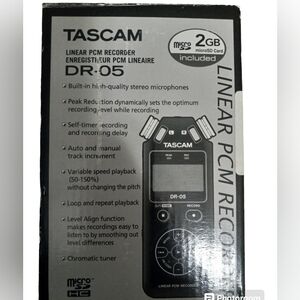 TASCAM
LINEAR PCM RECORDER
ENREGISTREUR PCM LINEAIRE
DR-05
micro SD
2GB
microSD Card
included
• Built-in high-quality stereo microphones
• Peak Reduction dynamically sets the optimum
recording level while recording
• Self-timer recording
and recording delay
• Auto and manual
track increment
• Variable speed playback
(50-150%)
without changing the pitch
• Loop and repeat playback
• Level Align function
makes recordings easy to
listen to by smoothing out
level differences
• Chromatic tuner
micro SD
HC
TASCAM
DR-05
LINEAR PCM RECORDER
LINEAR PCM RECOR
Photoroom